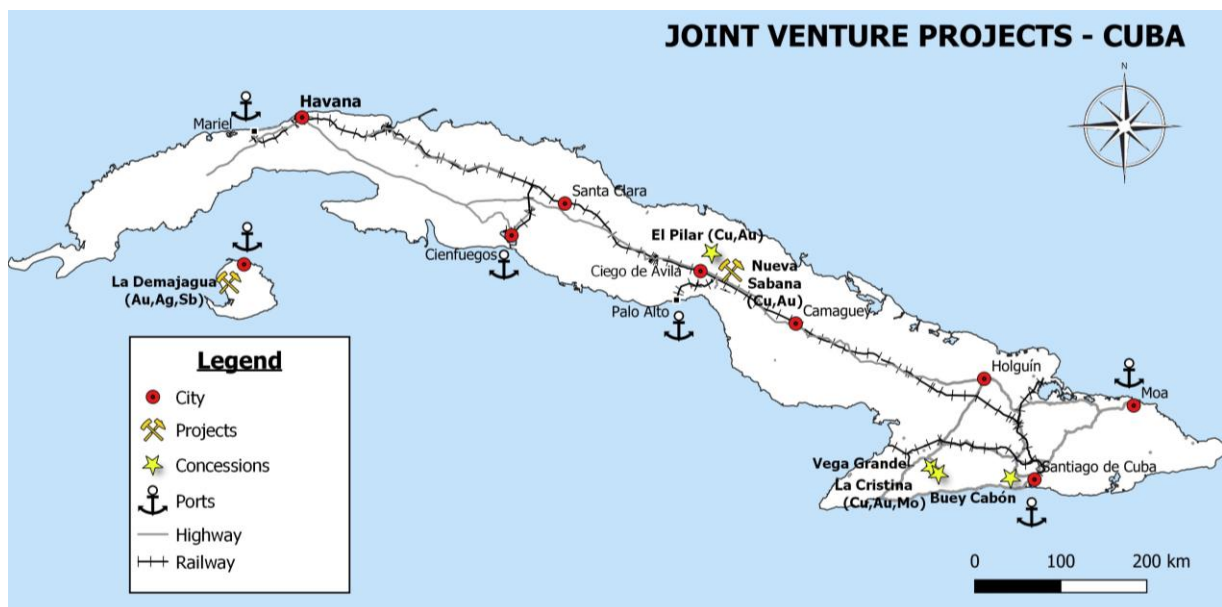 JOINT VENTURE PROJECTS - CUBA
N
Havana
Mariel
Santa Clara
El Pilar (Cu,Au)
Cienfuegos
Ciego de Ávila
Nueva
Sabana
(Cu,Au)
La Demajagua
(Au,Ag,Sb)
Palo Alto
Camaguey
Holguín
Moa
Vega Grande
La Cristina
(Cu,Au,Mo)
Buey Cabón
Santiago de Cuba
Legend
City
Projects
Concessions
Ports
Highway
Railway
0 100 200 km